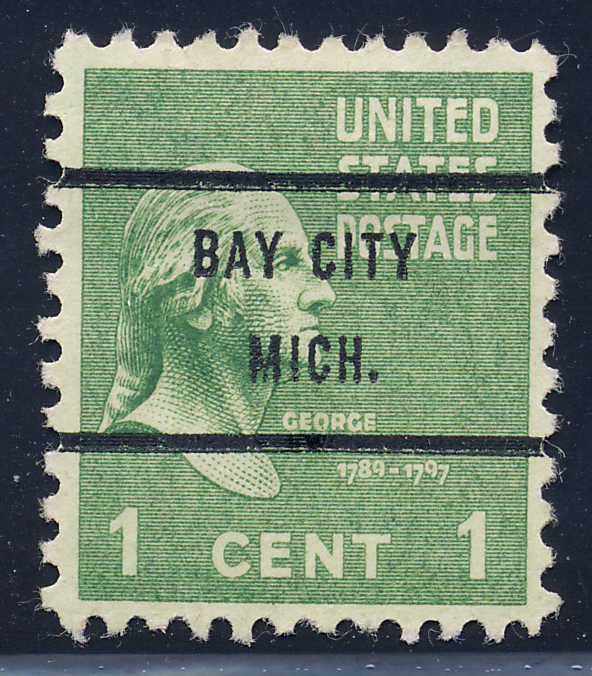 UNITED
STATES
POSTAGE
BAY CITY
MICH.
GEORGE
1789-1797
1 CENT 1